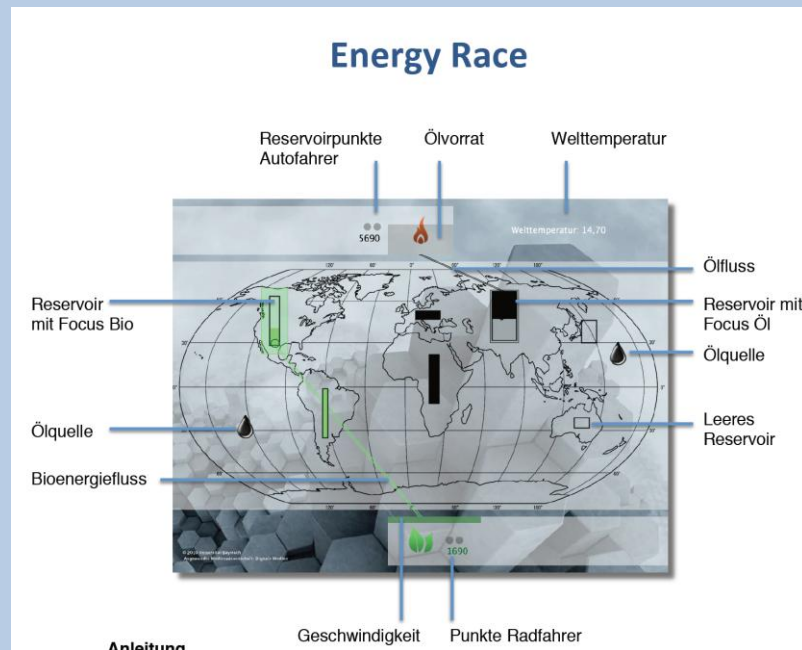 Energy Race
Reservoirpunkte
Autofahrer
Ölvorrat
Welttemperatur
5690
Welttemperatur: 14,70
Ölfluss
Reservoir
mit Focus Bio
Reservoir mit
Focus Öl
Ölquelle
Leeres
Reservoir
Ölquelle
Bioenergiefluss
1690
Geschwindigkeit
Punkte Radfahrer
Anleitung